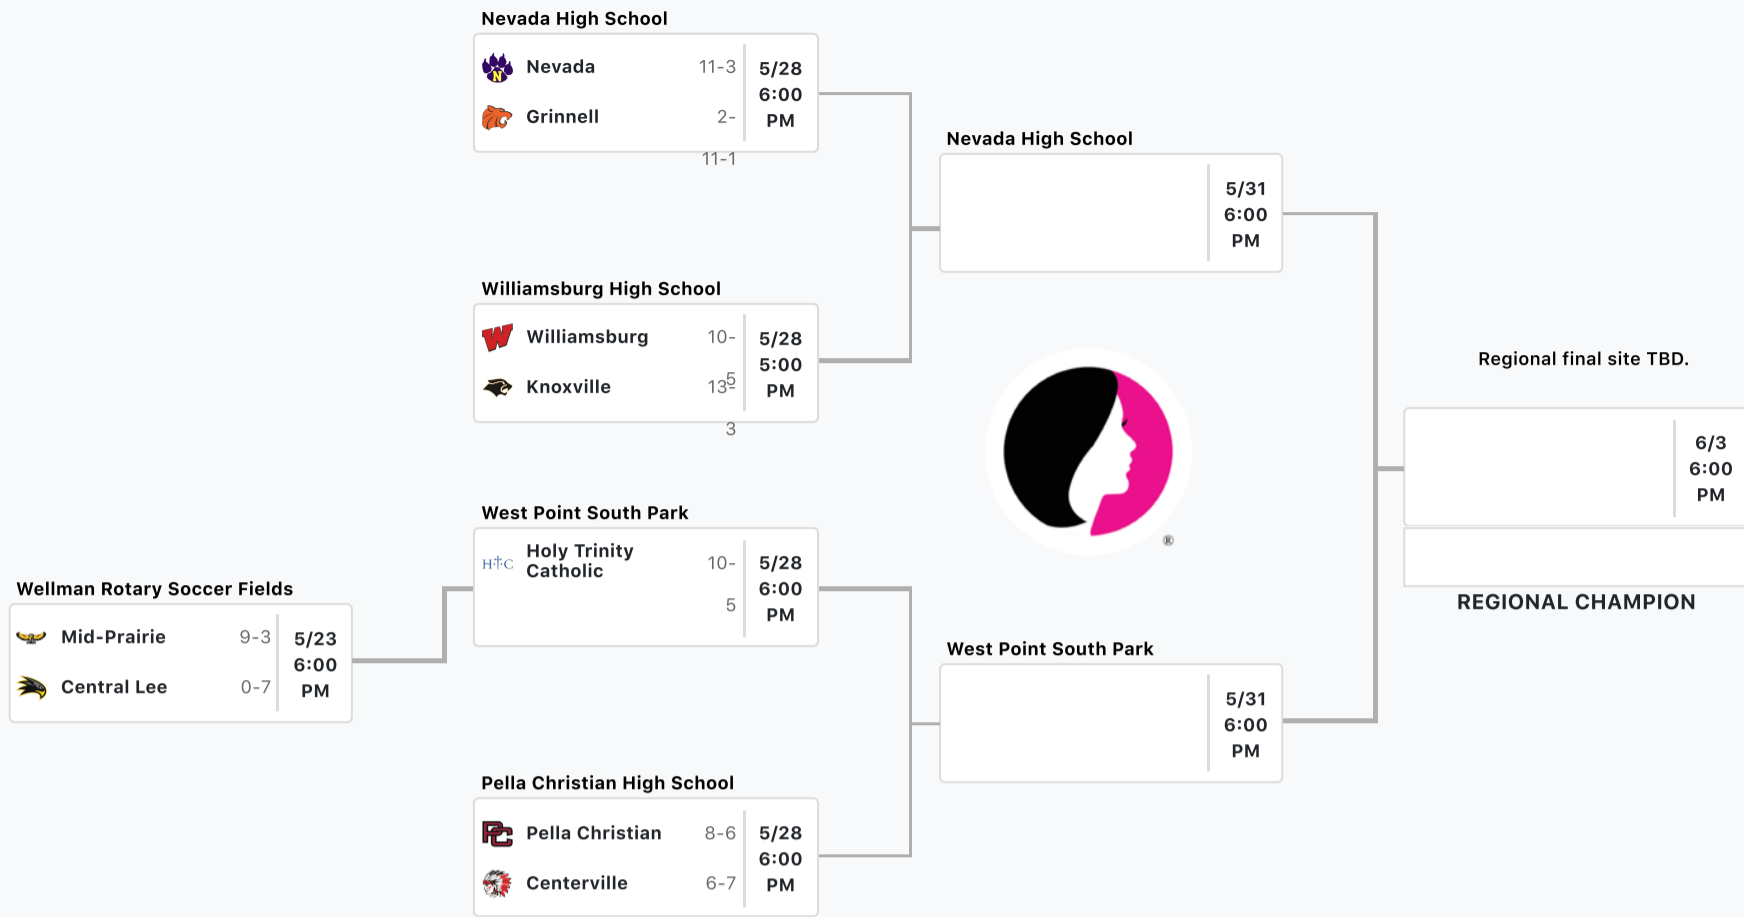 Nevada High School
Nevada 11-3
Grinnell 2-
11-1
5/28
6:00
PM
Williamsburg High School
Williamsburg 10-
5
Knoxville 13-
3
5/28
5:00
PM
West Point South Park
Holy Trinity
Catholic
10-
5
5/28
6:00
PM
Wellman Rotary Soccer Fields
Mid-Prairie 9-3
Central Lee 0-7
5/23
6:00
PM
Pella Christian High School
Pella Christian 8-6
Centerville 6-7
5/28
6:00
PM
Nevada High School
5/31
6:00
PM
West Point South Park
5/31
6:00
PM
Regional final site TBD.
6/3
6:00
PM
REGIONAL CHAMPION
N
W
H†C
PC
®